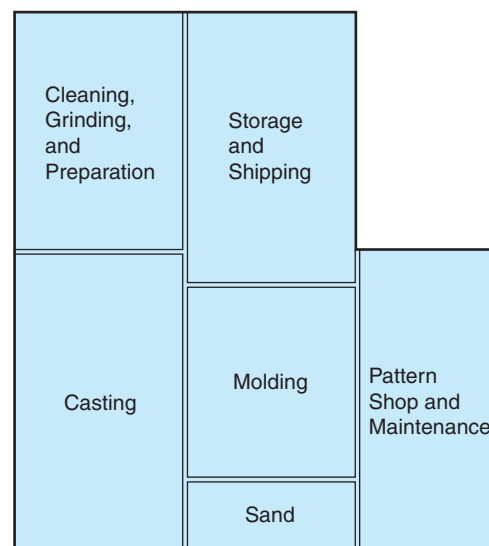 Cleaning,
Grinding,
and
Preparation
Storage
and
Shipping
Casting
Molding
Pattern
Shop and
Maintenance
Sand